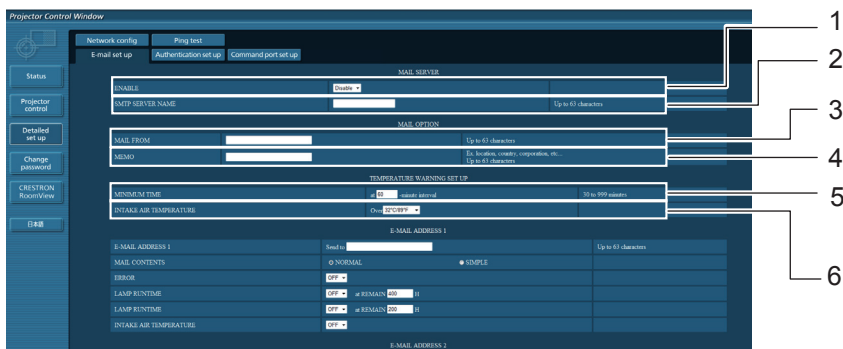 Projector Control Window
Network config Ping test
E-mail set up Authentication set up Command port set up
Status
Projector control
Detailed set up
Change password
CRESTRON RoomView
日本語
MAIL SERVER
ENABLE Disable
SMTP SERVER NAME Up to 63 characters
MAIL OPTION
MAIL FROM Up to 63 characters
MEMO Ex. location, country, corporation, etc...
Up to 63 characters
TEMPERATURE WARNING SET UP
MINIMUM TIME at 60 -minute interval 30 to 999 minutes
INTAKE AIR TEMPERATURE Over 32°C/89°F
E-MAIL ADDRESS 1
E-MAIL ADDRESS 1 Send to Up to 63 characters
MAIL CONTENTS NORMAL SIMPLE
ERROR OFF
LAMP RUNTIME OFF at REMAIN 400 H
LAMP RUNTIME OFF at REMAIN 200 H
INTAKE AIR TEMPERATURE OFF
E-MAIL ADDRESS 2
1
2
3
4
5
6